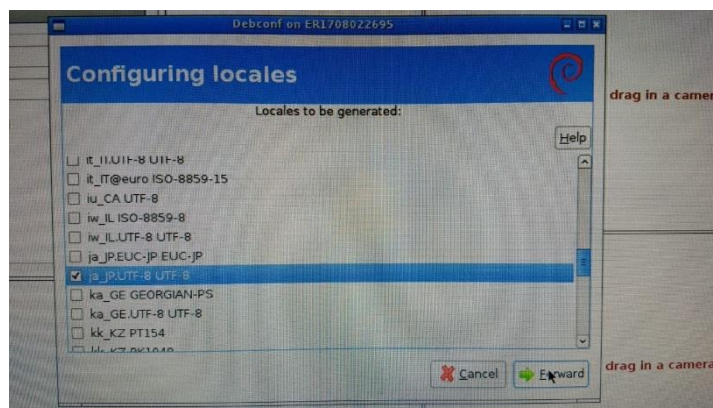 Debconf on ER1708022695
Configuring locales
drag in a camer
Locales to be generated:
Help
it_IT.UTF-8 UTF-8
it_IT@euro ISO-8859-15
iu_CA UTF-8
iw_IL ISO-8859-8
iw_IL.UTF-8 UTF-8
ja_JP.EUC-JP EUC-JP
ja_JP.UTF-8 UTF-8
ka_GE GEORGIAN-PS
ka_GE.UTF-8 UTF-8
kk_KZ PT154
kk_KZ RK1048
Cancel
Forward
drag in a camera